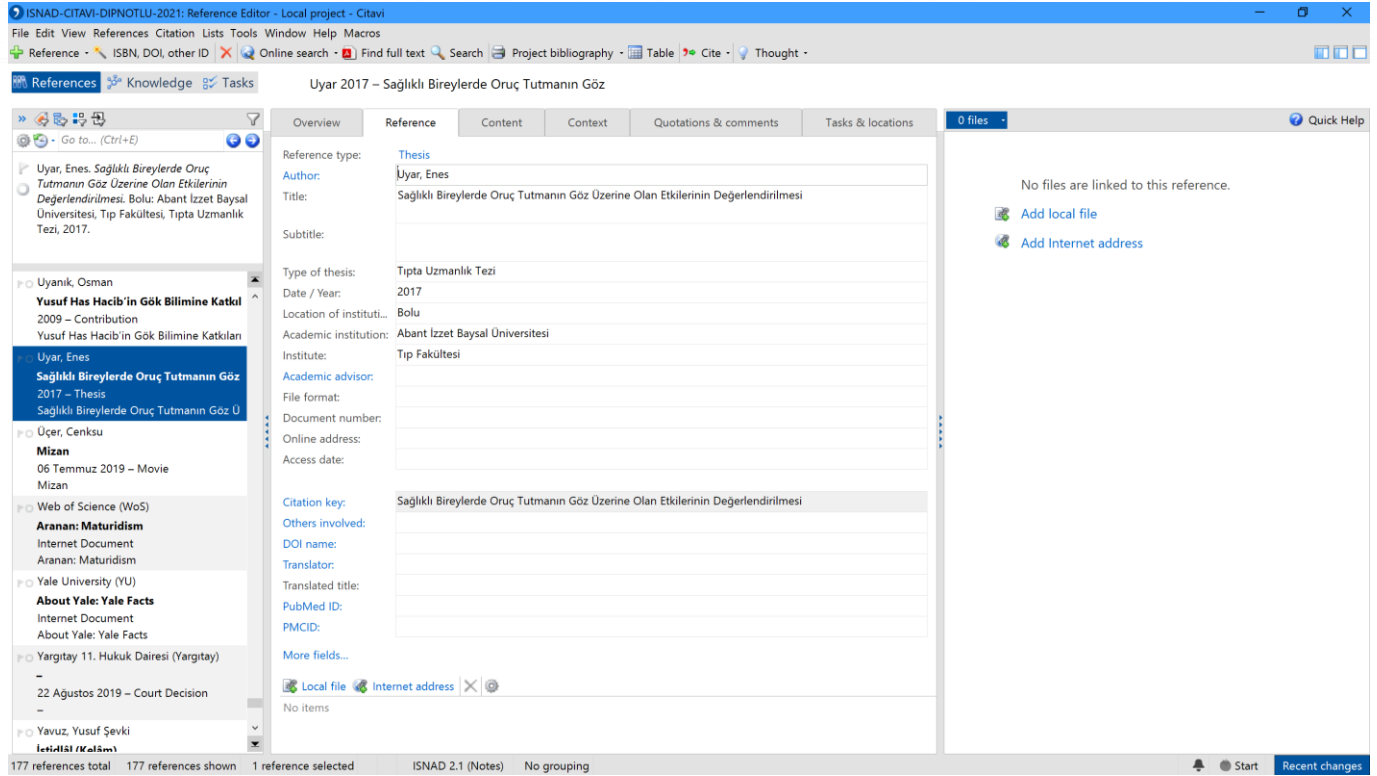 ISNAD-CITAVI-DIPNOTLU-2021: Reference Editor - Local project - Citavi
File Edit View References Citation Lists Tools Window Help Macros
Reference ISBN, DOI, other ID Online search Find full text Search Project bibliography Table Cite Thought
References Knowledge Tasks
Uyar 2017 – Sağlıklı Bireylerde Oruç Tutmanın Göz
Go to... (Ctrl+E)
Uyar, Enes. Sağlıklı Bireylerde Oruç
Tutmanın Göz Üzerine Olan Etkilerinin
Değerlendirilmesi. Bolu: Abant İzzet Baysal
Üniversitesi, Tıp Fakültesi, Tıpta Uzmanlık
Tezi, 2017.
Uyanık, Osman
Yusuf Has Hacib'in Gök Bilimine Katkıl
2009 – Contribution
Yusuf Has Hacib'in Gök Bilimine Katkıları
Uyar, Enes
Sağlıklı Bireylerde Oruç Tutmanın Göz
2017 – Thesis
Sağlıklı Bireylerde Oruç Tutmanın Göz Ü
Üçer, Cenksu
Mizan
06 Temmuz 2019 – Movie
Mizan
Web of Science (WoS)
Aranan: Maturidism
Internet Document
Aranan: Maturidism
Yale University (YU)
About Yale: Yale Facts
Internet Document
About Yale: Yale Facts
Yargıtay 11. Hukuk Dairesi (Yargıtay)
–
22 Ağustos 2019 – Court Decision
–
Yavuz, Yusuf Şevki
İstidlâl (Kelâm)
Overview Reference Content Context Quotations & comments Tasks & locations
Reference type: Thesis
Author: Uyar, Enes
Title: Sağlıklı Bireylerde Oruç Tutmanın Göz Üzerine Olan Etkilerinin Değerlendirilmesi
Subtitle:
Type of thesis: Tıpta Uzmanlık Tezi
Date / Year: 2017
Location of instituti... Bolu
Academic institution: Abant İzzet Baysal Üniversitesi
Institute: Tıp Fakültesi
Academic advisor:
File format:
Document number:
Online address:
Access date:
Citation key: Sağlıklı Bireylerde Oruç Tutmanın Göz Üzerine Olan Etkilerinin Değerlendirilmesi
Others involved:
DOI name:
Translator:
Translated title:
PubMed ID:
PMCID:
More fields...
Local file Internet address
No items
0 files
Quick Help
No files are linked to this reference.
Add local file
Add Internet address
177 references total 177 references shown 1 reference selected ISNAD 2.1 (Notes) No grouping Start Recent changes